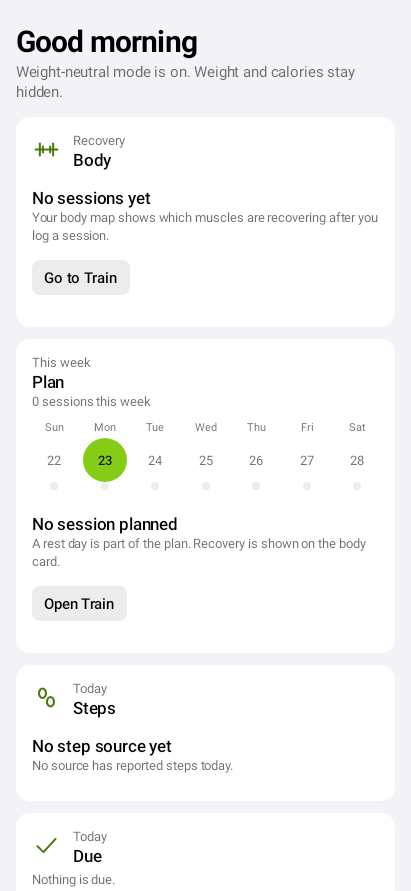 Good morning
Weight-neutral mode is on. Weight and calories stay
hidden.
Recovery
Body
No sessions yet
Your body map shows which muscles are recovering after you
log a session.
Go to Train
This week
Plan
0 sessions this week
Sun Mon Tue Wed Thu Fri Sat
22 23 24 25 26 27 28
No session planned
A rest day is part of the plan. Recovery is shown on the body
card.
Open Train
Today
Steps
No step source yet
No source has reported steps today.
Today
Due
Nothing is due.